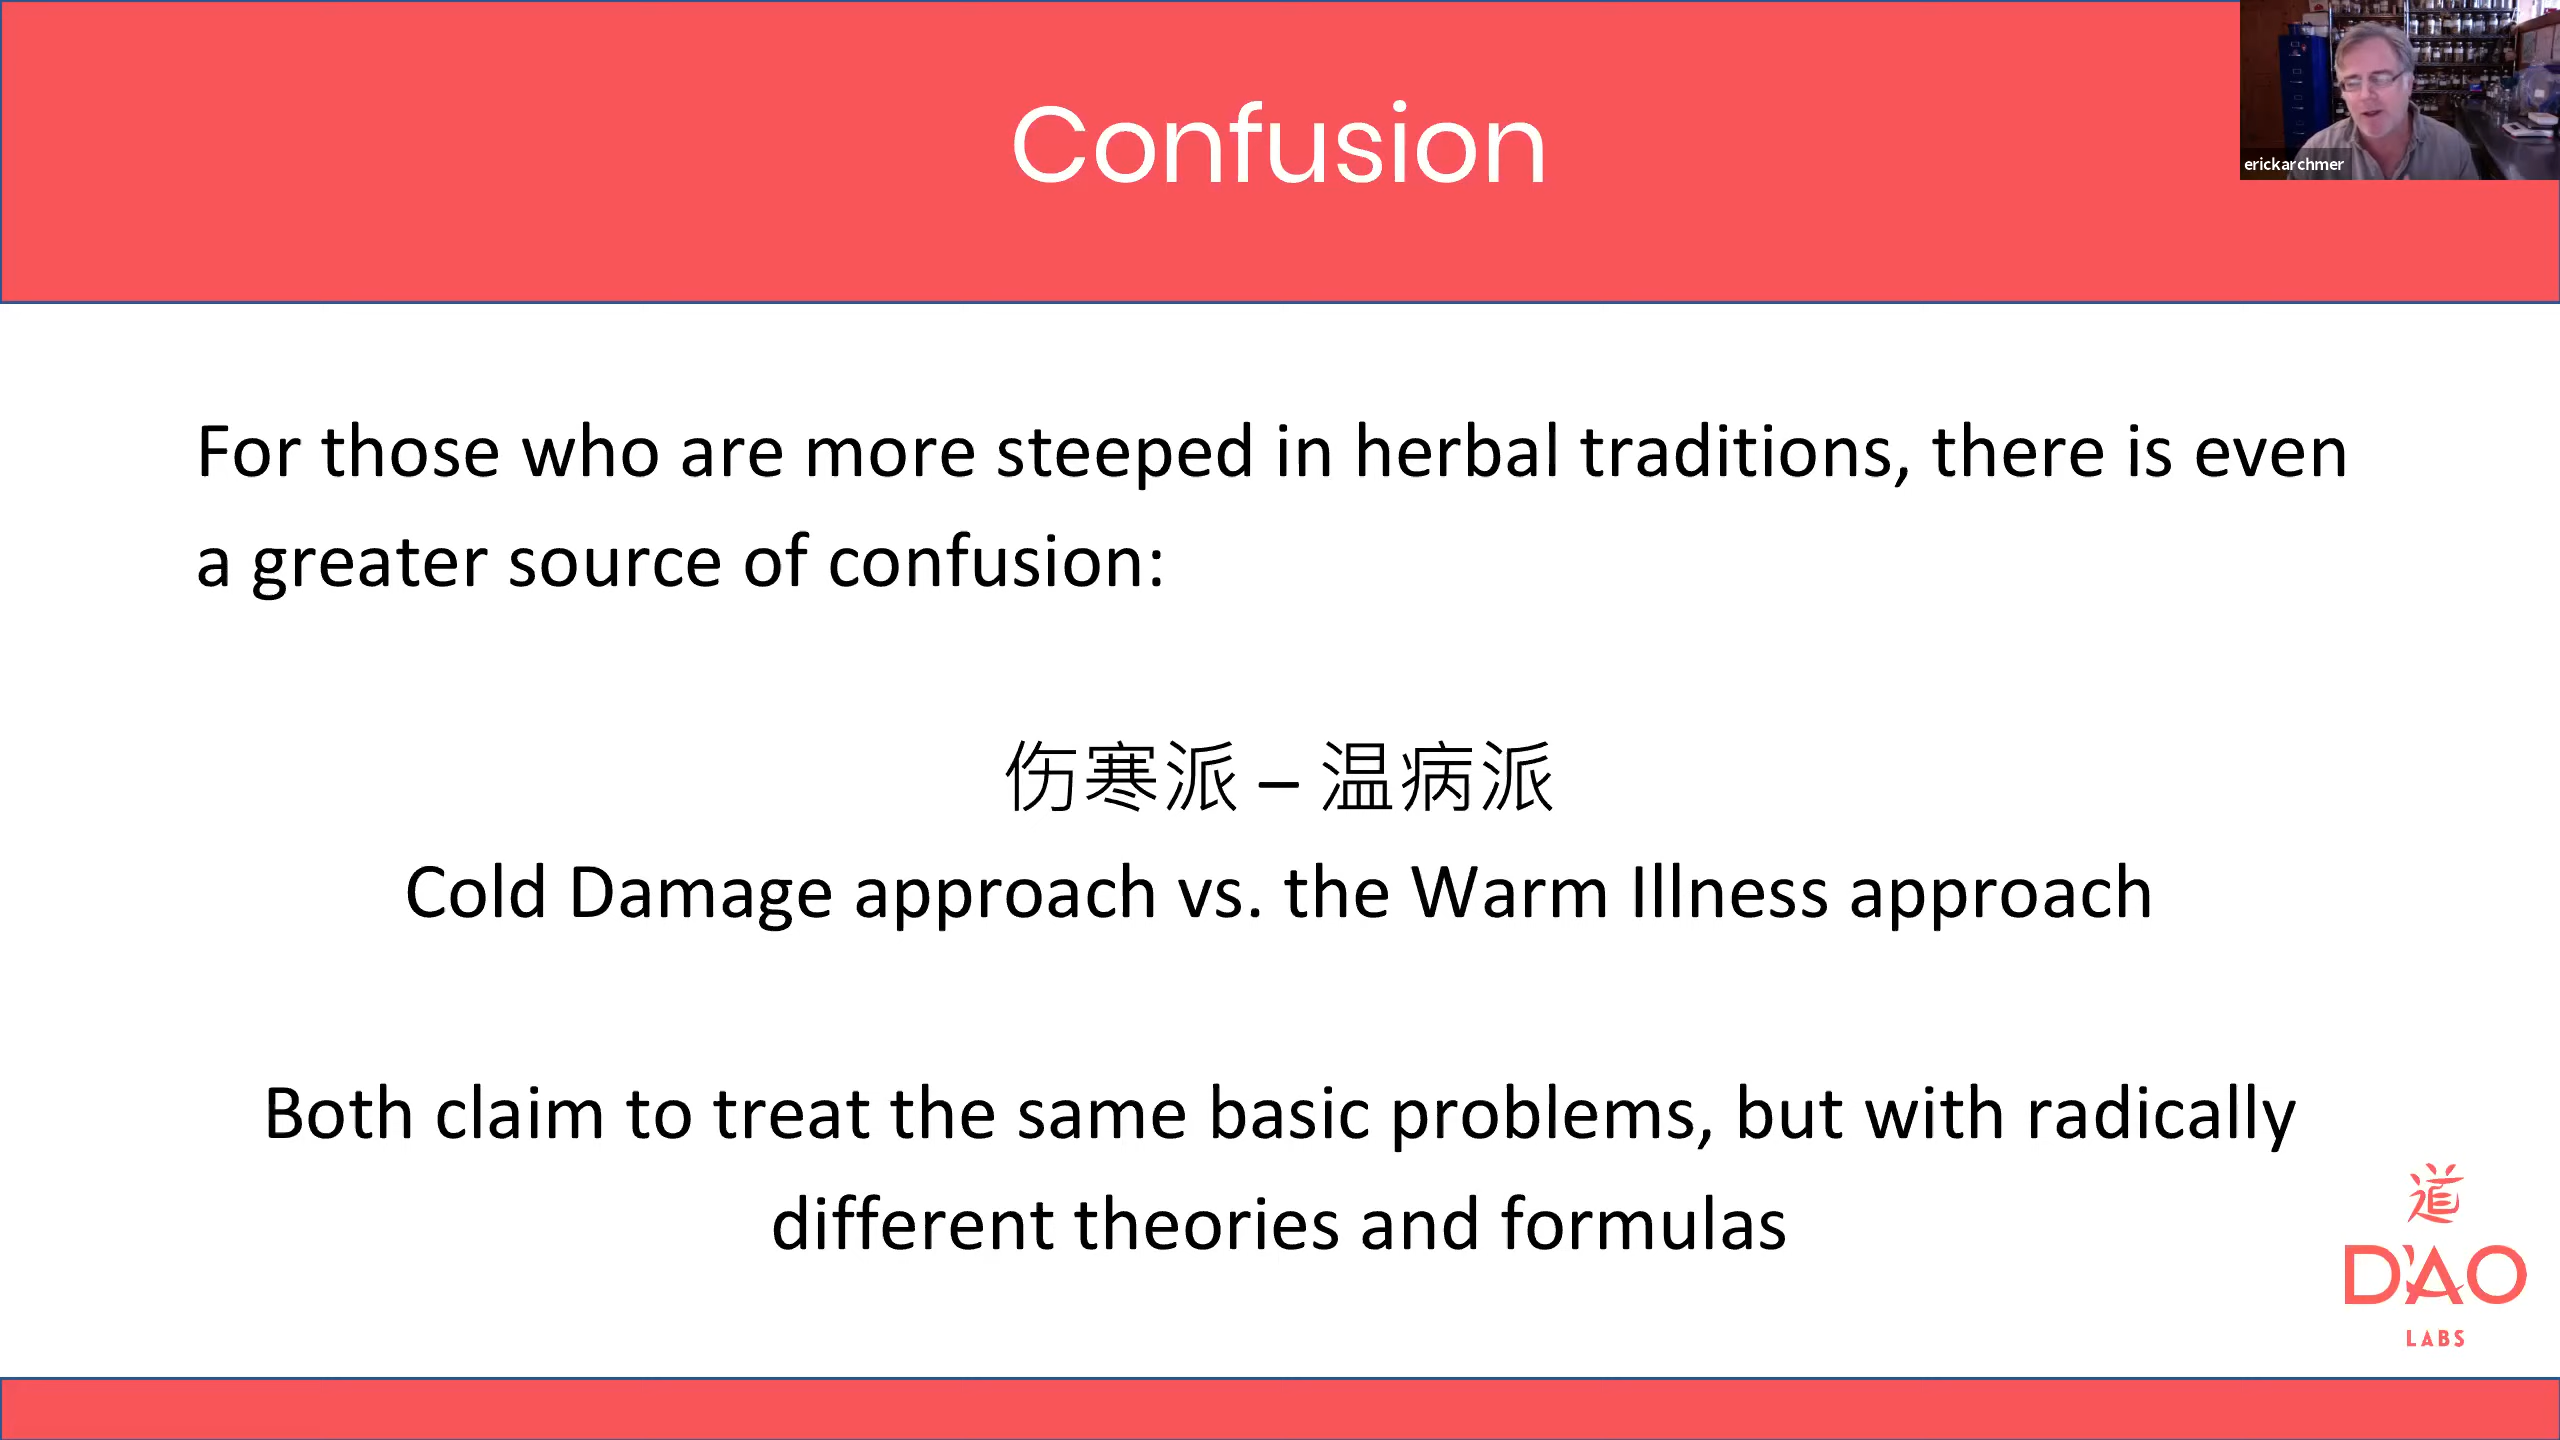 Confusion
erickarchmer
For those who are more steeped in herbal traditions, there is even
a greater source of confusion:
伤寒派 – 温病派
Cold Damage approach vs. the Warm Illness approach
Both claim to treat the same basic problems, but with radically
different theories and formulas
道
D'AO
LABS